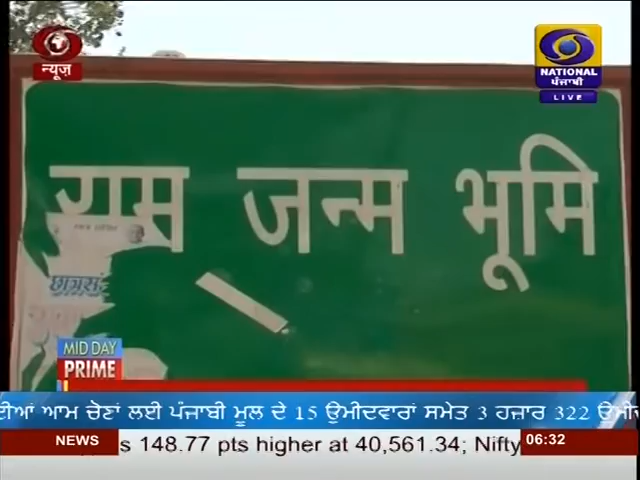 न्यूज़
NATIONAL
ਪੰਜਾਬੀ
LIVE
राम जन्म भूमि
छात्रसं
MID DAY
PRIME
ਆਮ ਚੋਣਾਂ ਲਈ ਪੰਜਾਬੀ ਮੂਲ ਦੇ 15 ਉਮੀਦਵਾਰਾਂ ਸਮੇਤ 3 ਹਜ਼ਾਰ 322
NEWS
148.77 pts higher at 40,561.34; Nifty
06:32